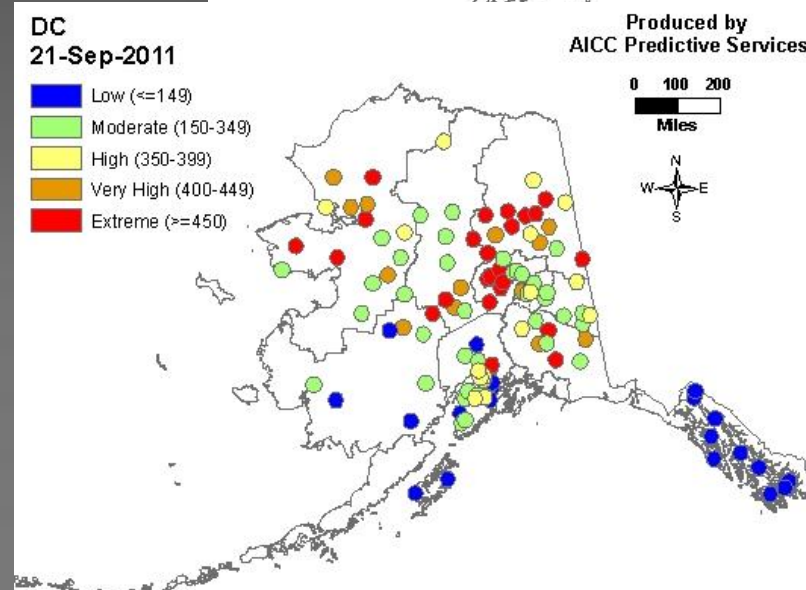 DC
21-Sep-2011
Low (<=149)
Moderate (150-349)
High (350-399)
Very High (400-449)
Extreme (>=450)
Produced by
AICC Predictive Services
0 100 200
Miles
N
W E
S